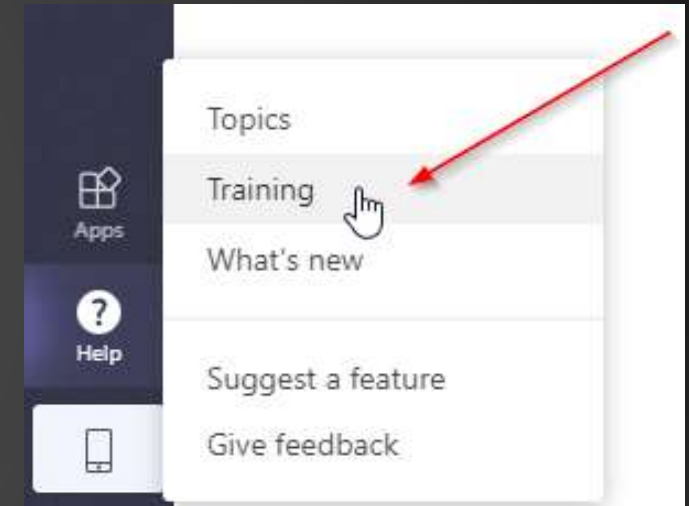 Apps
Help
Topics
Training
What's new
Suggest a feature
Give feedback